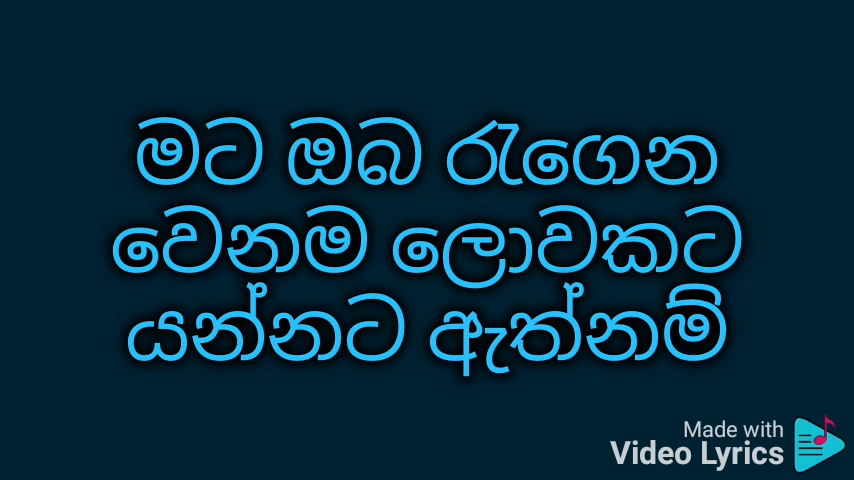 මට ඔබ රැගෙන
වෙනම ලොවකට
යන්නට ඇත්නම්
Made with
Video Lyrics